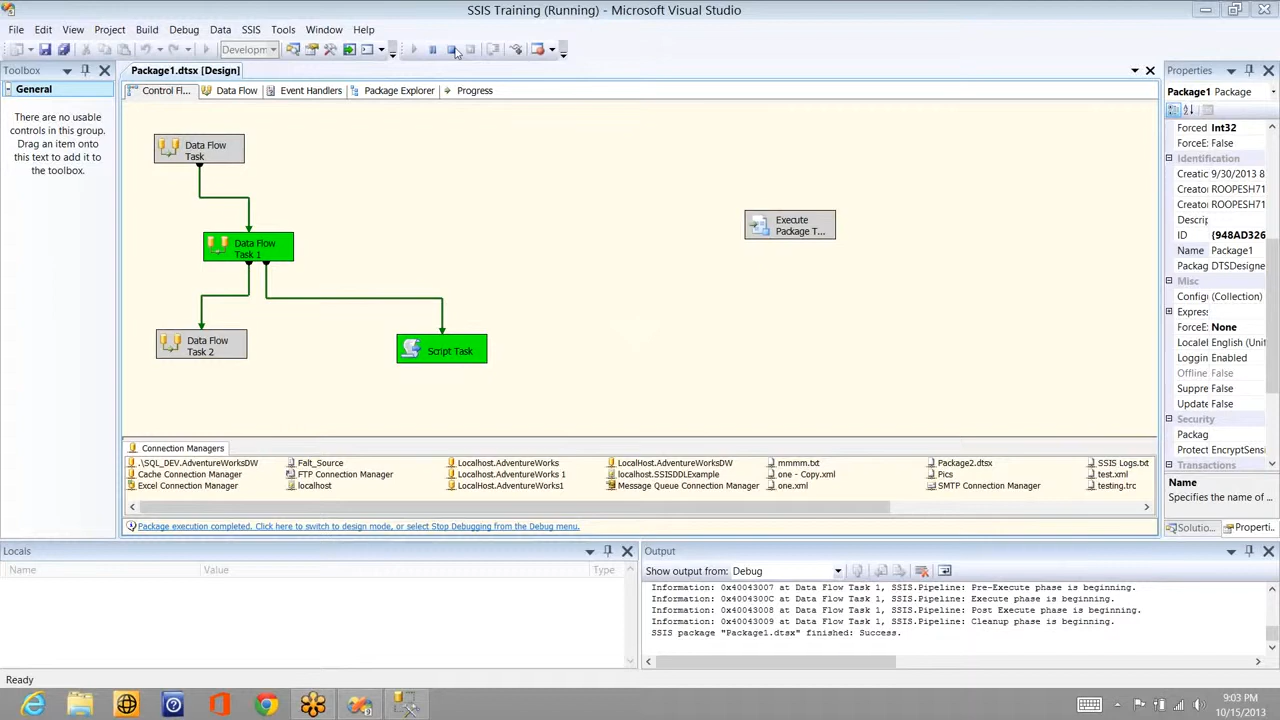 SSIS Training (Running) - Microsoft Visual Studio
File Edit View Project Build Debug Data SSIS Tools Window Help
Developm
Toolbox
Package1.dtsx [Design]
Properties
General
Control Fl... Data Flow Event Handlers Package Explorer Progress
Package1 Package
There are no usable
controls in this group.
Drag an item onto
this text to add it to
the toolbox.
Data Flow
Task
Data Flow
Task 1
Data Flow
Task 2
Script Task
Execute
Package T...
Forced Int32
ForceE: False
Identification
Creatic 9/30/2013 8
Creator ROOPESH71
Creator ROOPESH71
Descrip
ID {948AD326
Name Package1
Packag DTSDesigne
Misc
Config (Collection)
Expres:
ForceE: None
Localel English (Unit
Loggin Enabled
Offline False
Suppre False
Update False
Security
Packag
Protect EncryptSensi
Transactions
Name
Specifies the name of ...
Solutio... Properti...
Connection Managers
.\SQL_DEV.AdventureWorksDW Falt_Source LocalHost.AdventureWorks LocalHost.AdventureWorksDW mmmm.txt Package2.dtsx SSIS Logs.txt
Cache Connection Manager FTP Connection Manager LocalHost.AdventureWorks 1 localhost.SSISDDLExample one - Copy.xml Pics test.xml
Excel Connection Manager localhost LocalHost.AdventureWorks1 Message Queue Connection Manager one.xml SMTP Connection Manager testing.trc
Package execution completed. Click here to switch to design mode, or select Stop Debugging from the Debug menu.
Locals
Name Value Type
Output
Show output from: Debug
Information: 0x40043007 at Data Flow Task 1, SSIS.Pipeline: Pre-Execute phase is beginning.
Information: 0x4004300C at Data Flow Task 1, SSIS.Pipeline: Execute phase is beginning.
Information: 0x40043008 at Data Flow Task 1, SSIS.Pipeline: Post Execute phase is beginning.
Information: 0x40043009 at Data Flow Task 1, SSIS.Pipeline: Cleanup phase is beginning.
SSIS package "Package1.dtsx" finished: Success.
Ready
9:03 PM
10/15/2013